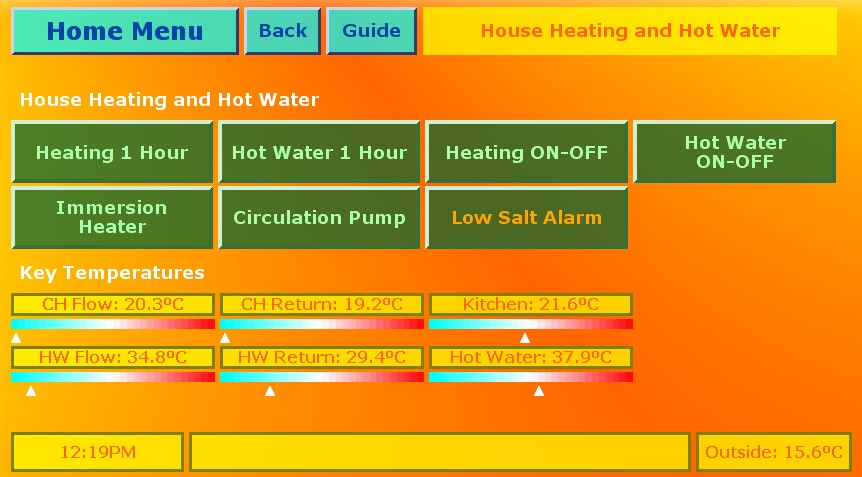 Home Menu
Back
Guide
House Heating and Hot Water
House Heating and Hot Water
Heating 1 Hour
Hot Water 1 Hour
Heating ON-OFF
Hot Water
ON-OFF
Immersion
Heater
Circulation Pump
Low Salt Alarm
Key Temperatures
CH Flow: 20.3ºC
CH Return: 19.2ºC
Kitchen: 21.6ºC
HW Flow: 34.8ºC
HW Return: 29.4ºC
Hot Water: 37.9ºC
12:19PM
Outside: 15.6ºC